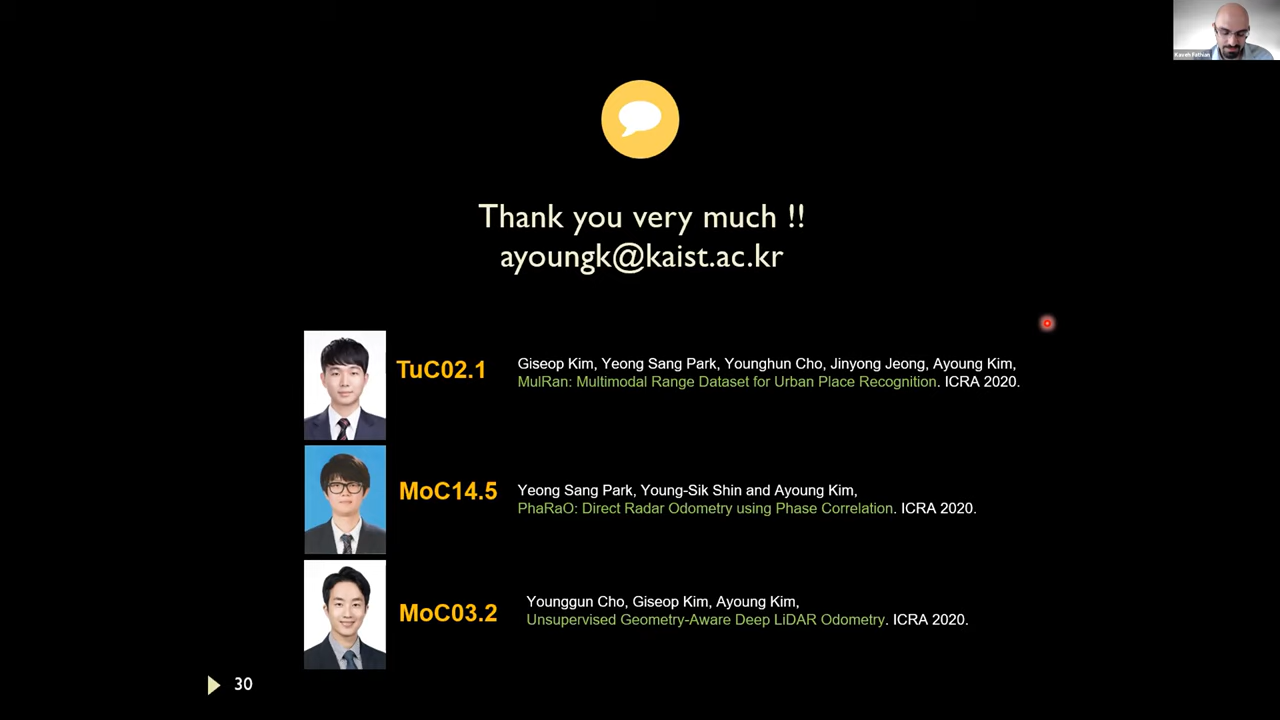 Kaveh Fathian
Thank you very much !!
ayoungk@kaist.ac.kr
TuC02.1
Giseop Kim, Yeong Sang Park, Younghun Cho, Jinyong Jeong, Ayoung Kim,
MulRan: Multimodal Range Dataset for Urban Place Recognition. ICRA 2020.
MoC14.5
Yeong Sang Park, Young-Sik Shin and Ayoung Kim,
PhaRaO: Direct Radar Odometry using Phase Correlation. ICRA 2020.
MoC03.2
Younggun Cho, Giseop Kim, Ayoung Kim,
Unsupervised Geometry-Aware Deep LiDAR Odometry. ICRA 2020.
30